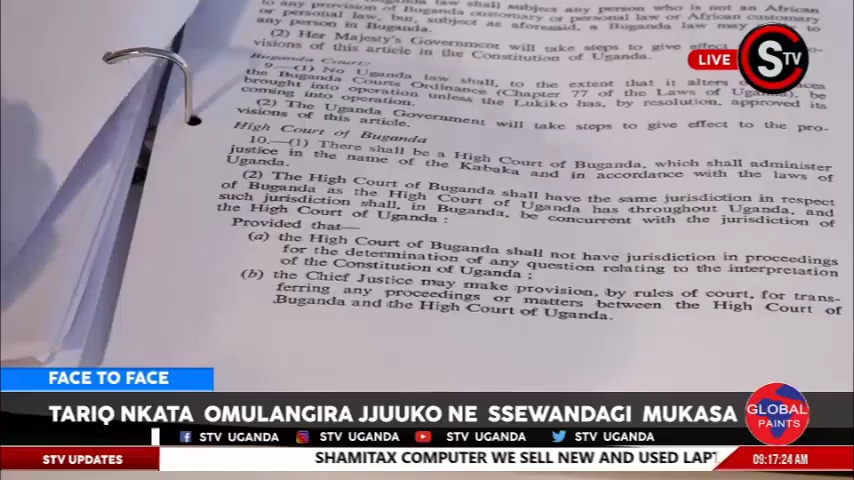 to any provision of Buganda customary or personal law or African customary
or personal law, but, subject as aforesaid, a Buganda law may
any person in Buganda.
(2) Her Majesty's Government will take steps to give effect
visions of this article in the Constitution of Uganda.
Buganda Courts
9.—(1) No Uganda law shall, to the extent that it alters
the Buganda Courts Ordinance (Chapter 77 of the Laws of Uganda), be
brought into operation unless the Lukiko has, by resolution, approved its
coming into operation.
(2) The Uganda Government will take steps to give effect to the pro-
visions of this article.
High Court of Buganda
10.—(1) There shall be a High Court of Buganda, which shall administer
justice in the name of the Kabaka and in accordance with the laws of
Uganda.
(2) The High Court of Buganda shall have the same jurisdiction in respect
of Buganda as the High Court of Uganda has throughout Uganda, and
such jurisdiction shall, in Buganda, be concurrent with the jurisdiction of
the High Court of Uganda :
Provided that—
(a) the High Court of Buganda shall not have jurisdiction in proceedings
for the determination of any question relating to the interpretation
of the Constitution of Uganda ;
(b) the Chief Justice may make provision, by rules of court, for trans-
ferring any proceedings or matters between the High Court of
Buganda and the High Court of Uganda.
LIVE
STV
FACE TO FACE
TARIQ NKATA OMULANGIRA JJUUKO NE SSEWANDAGI MUKASA
GLOBAL
PAINTS
STV UGANDA STV UGANDA STV UGANDA STV UGANDA
STV UPDATES
SHAMITAX COMPUTER WE SELL NEW AND USED LAPT
09:17:24 AM